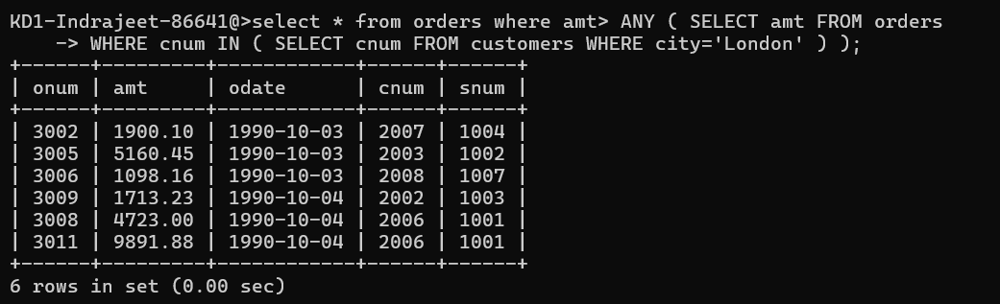 KD1-Indrajeet-86641@>select * from orders where amt> ANY ( SELECT amt FROM orders
    -> WHERE cnum IN ( SELECT cnum FROM customers WHERE city='London' ) );
+------+---------+------------+------+------+
| onum | amt     | odate      | cnum | snum |
+------+---------+------------+------+------+
| 3002 | 1900.10 | 1990-10-03 | 2007 | 1004 |
| 3005 | 5160.45 | 1990-10-03 | 2003 | 1002 |
| 3006 | 1098.16 | 1990-10-03 | 2008 | 1007 |
| 3009 | 1713.23 | 1990-10-04 | 2002 | 1003 |
| 3008 | 4723.00 | 1990-10-04 | 2006 | 1001 |
| 3011 | 9891.88 | 1990-10-04 | 2006 | 1001 |
+------+---------+------------+------+------+
6 rows in set (0.00 sec)